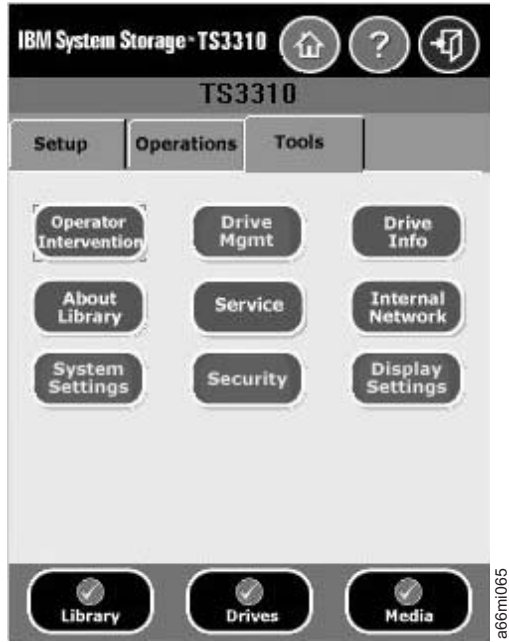 IBM System Storage™ TS3310
?
TS3310
Setup Operations Tools
Operator Intervention
Drive Mgmt
Drive Info
About Library
Service
Internal Network
System Settings
Security
Display Settings
Library Drives Media
a66mi065